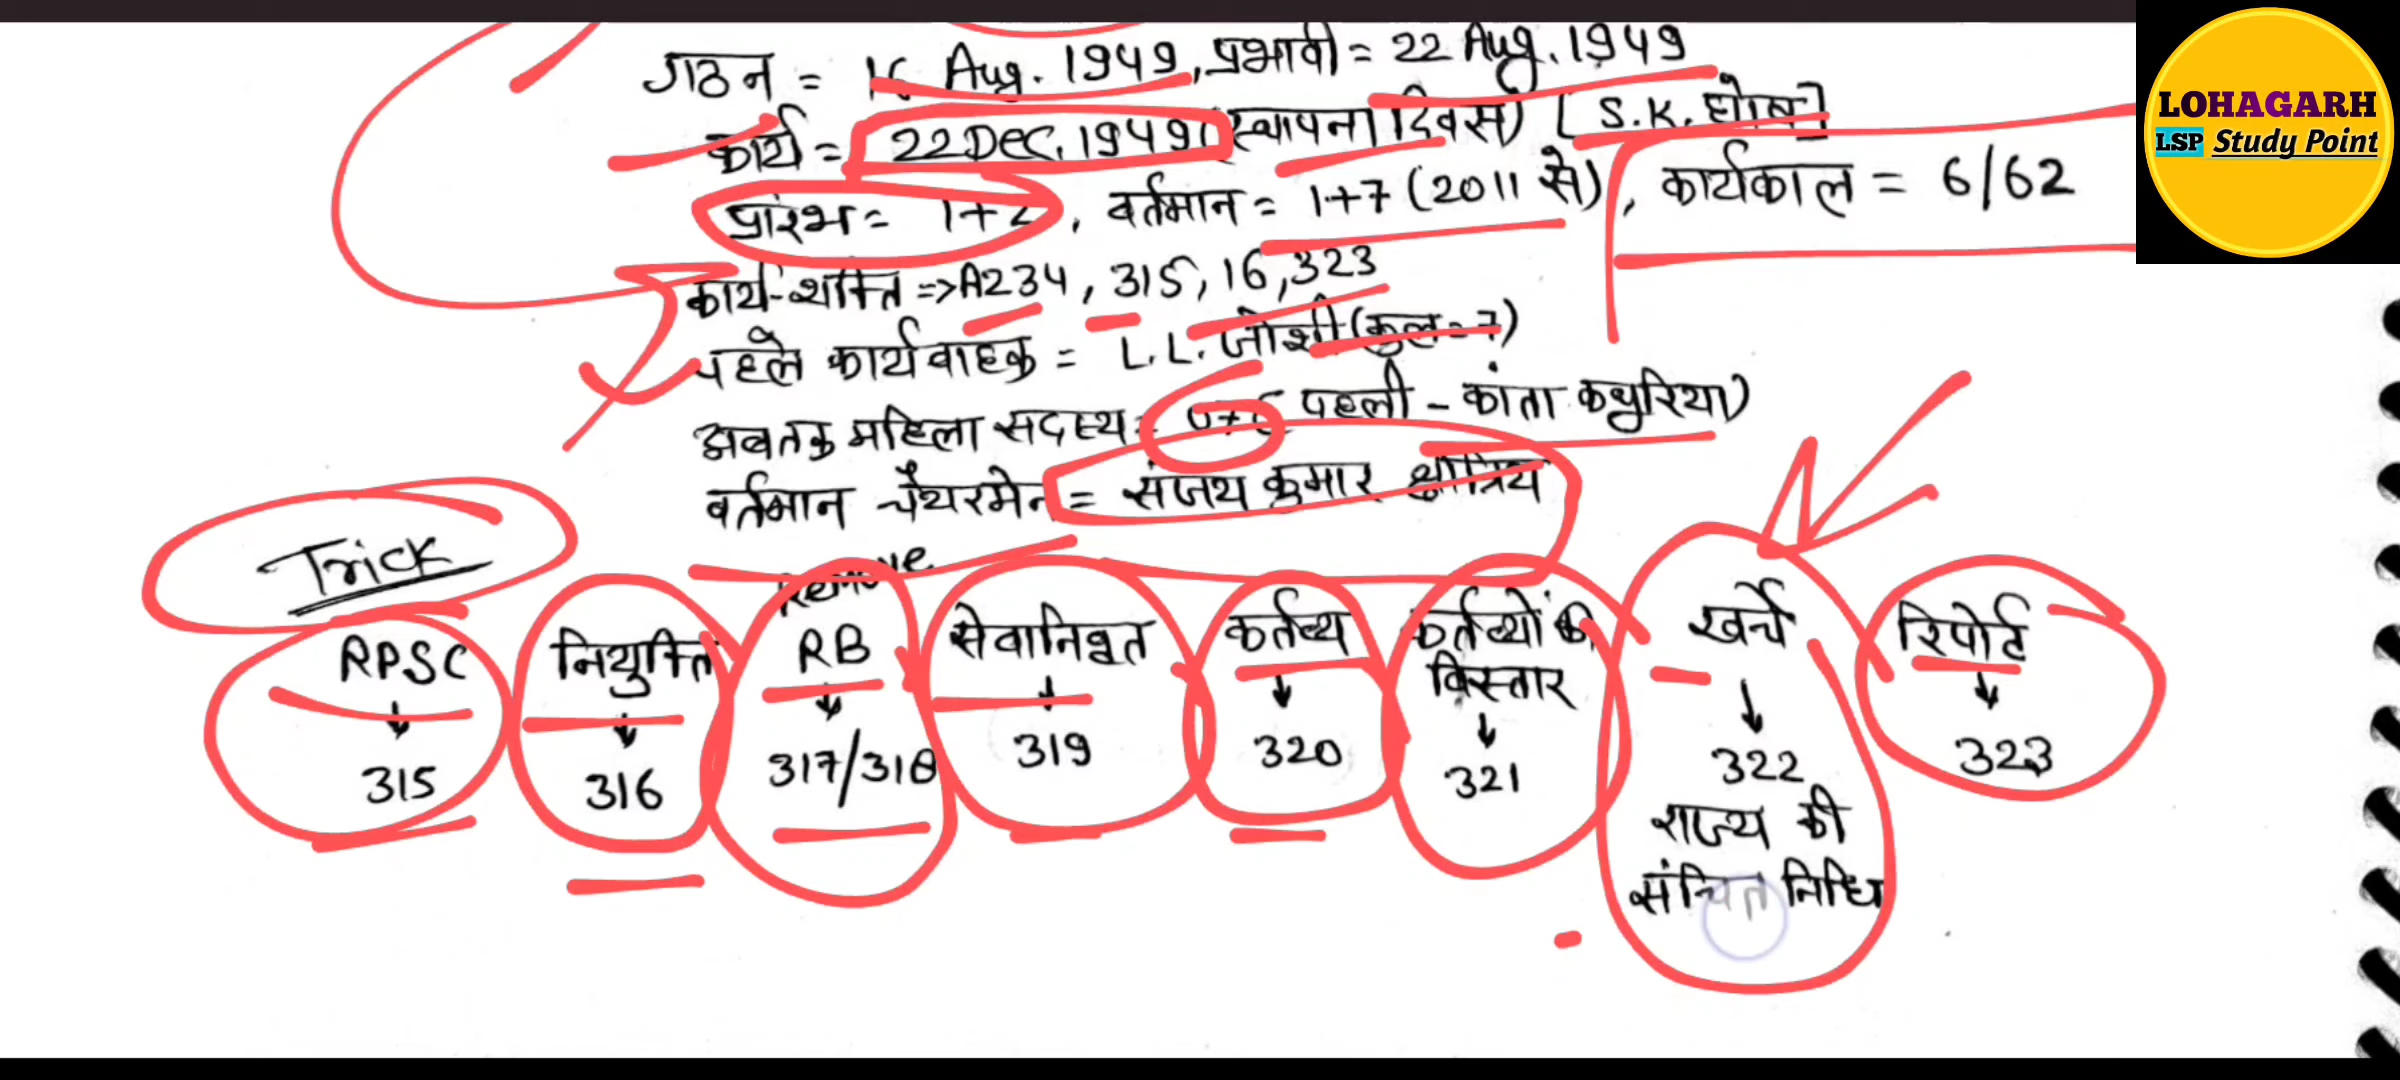 गठन = 16 Aug. 1949, प्रभावी = 22 Aug. 1949
कार्य = 22 Dec. 1949 (स्थापना दिवस) [S.K. घोष]
प्रारंभ = 1+2, वर्तमान = 1+7 (2011 से), कार्यकाल = 6/62
कार्य-शक्ति => A234, 315, 16, 323
पहले कार्यवाहक = L.L. जोशी (कुल = 7)
अबतक महिला सदस्य = पहली - कांता कथुरिया)
वर्तमान चैयरमेन = संजय कुमार क्षोत्रिय
Trick
RPSC
↓
315
नियुक्ति
↓
316
Remove
RB
↓
317/318
सेवानिवृत
↓
319
कर्तव्य
↓
320
कर्तव्यों की
विस्तार
↓
321
खर्चे
↓
322
राज्य की
संचित निधि
रिपोर्ट
↓
323
LOHAGARH
LSP Study Point